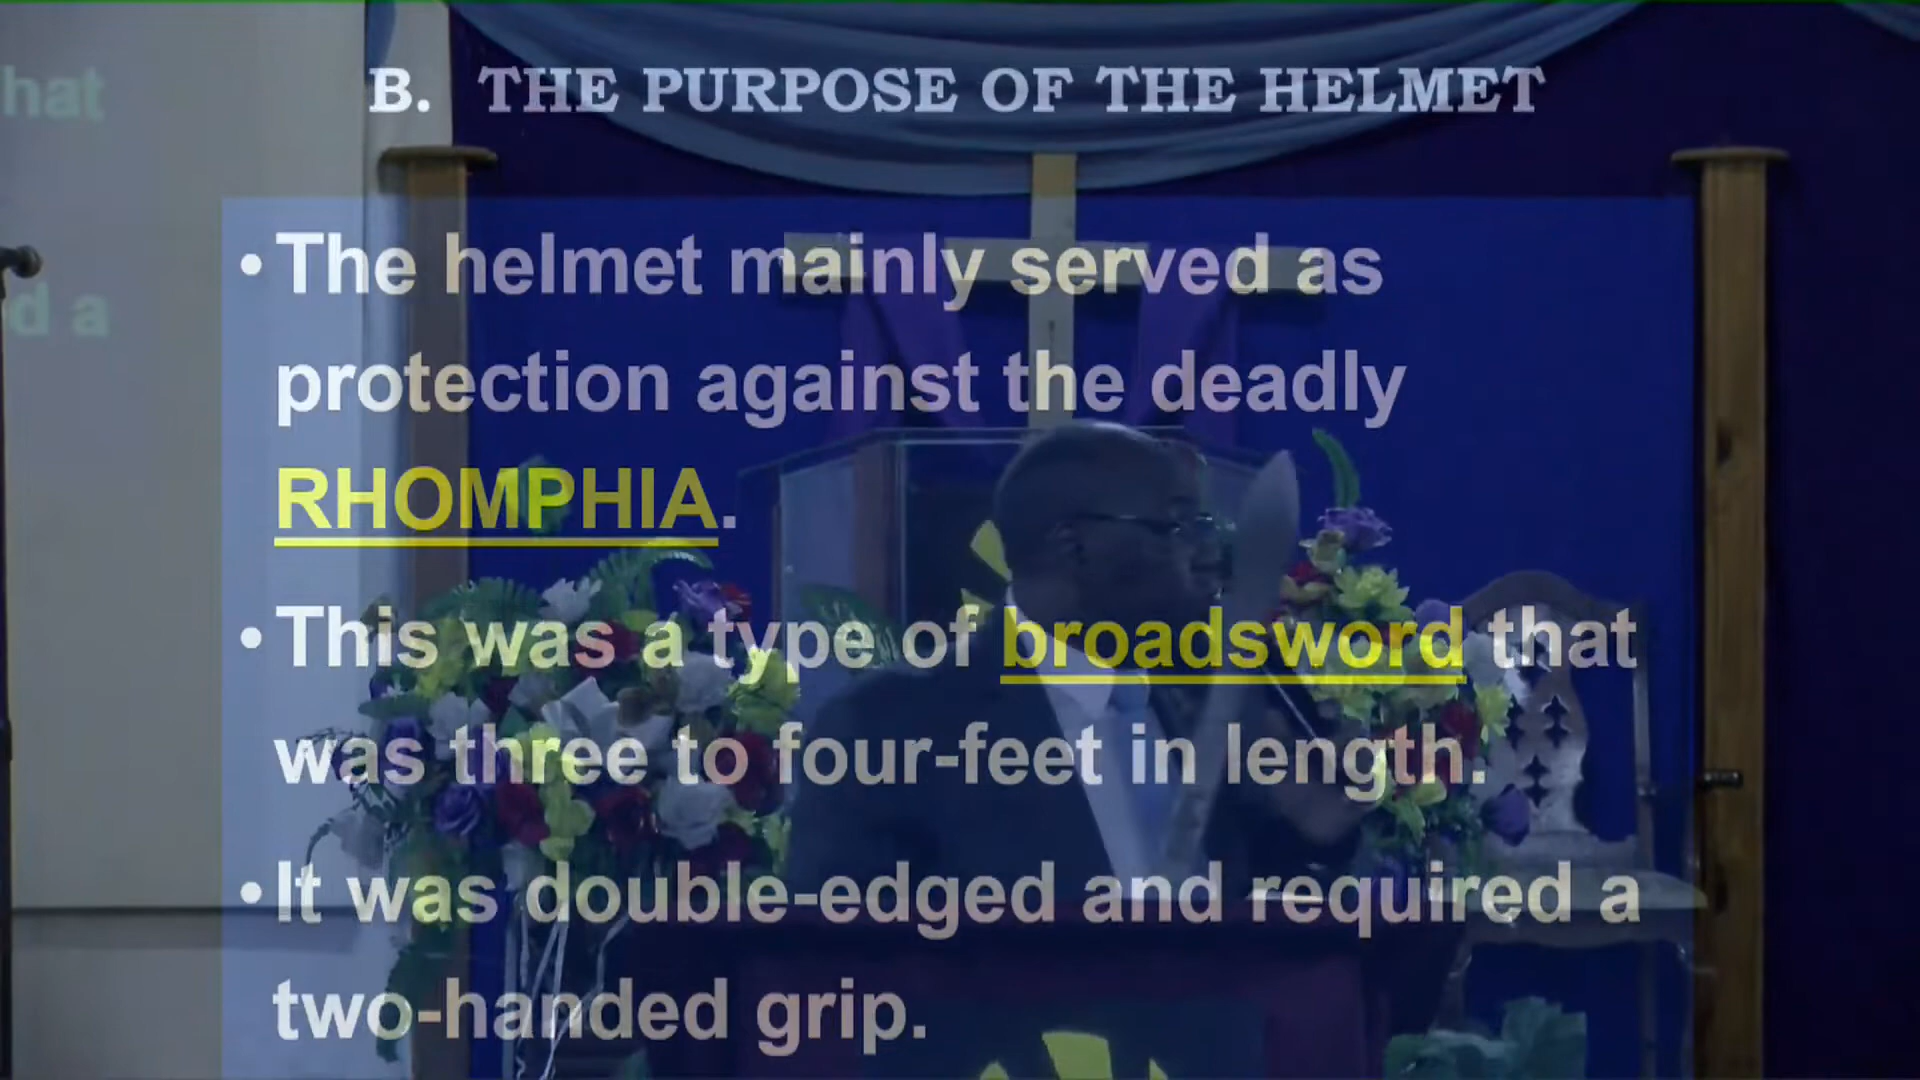 hat
d a
B. THE PURPOSE OF THE HELMET
• The helmet mainly served as
protection against the deadly
RHOMPHIA.
• This was a type of broadsword that
was three to four-feet in length.
• It was double-edged and required a
two-handed grip.